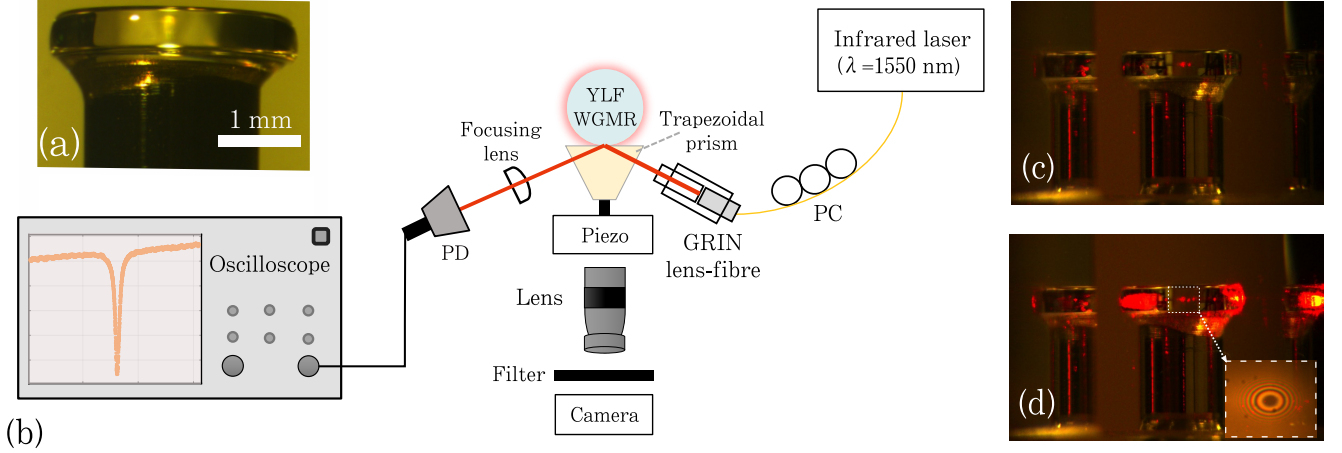 (a)
1 mm
YLF
WGMR
Trapezoidal
prism
Focusing
lens
Infrared laser
(λ=1550 nm)
PC
GRIN
lens-fibre
PD
Piezo
Oscilloscope
Lens
Filter
Camera
(b)
(c)
(d)